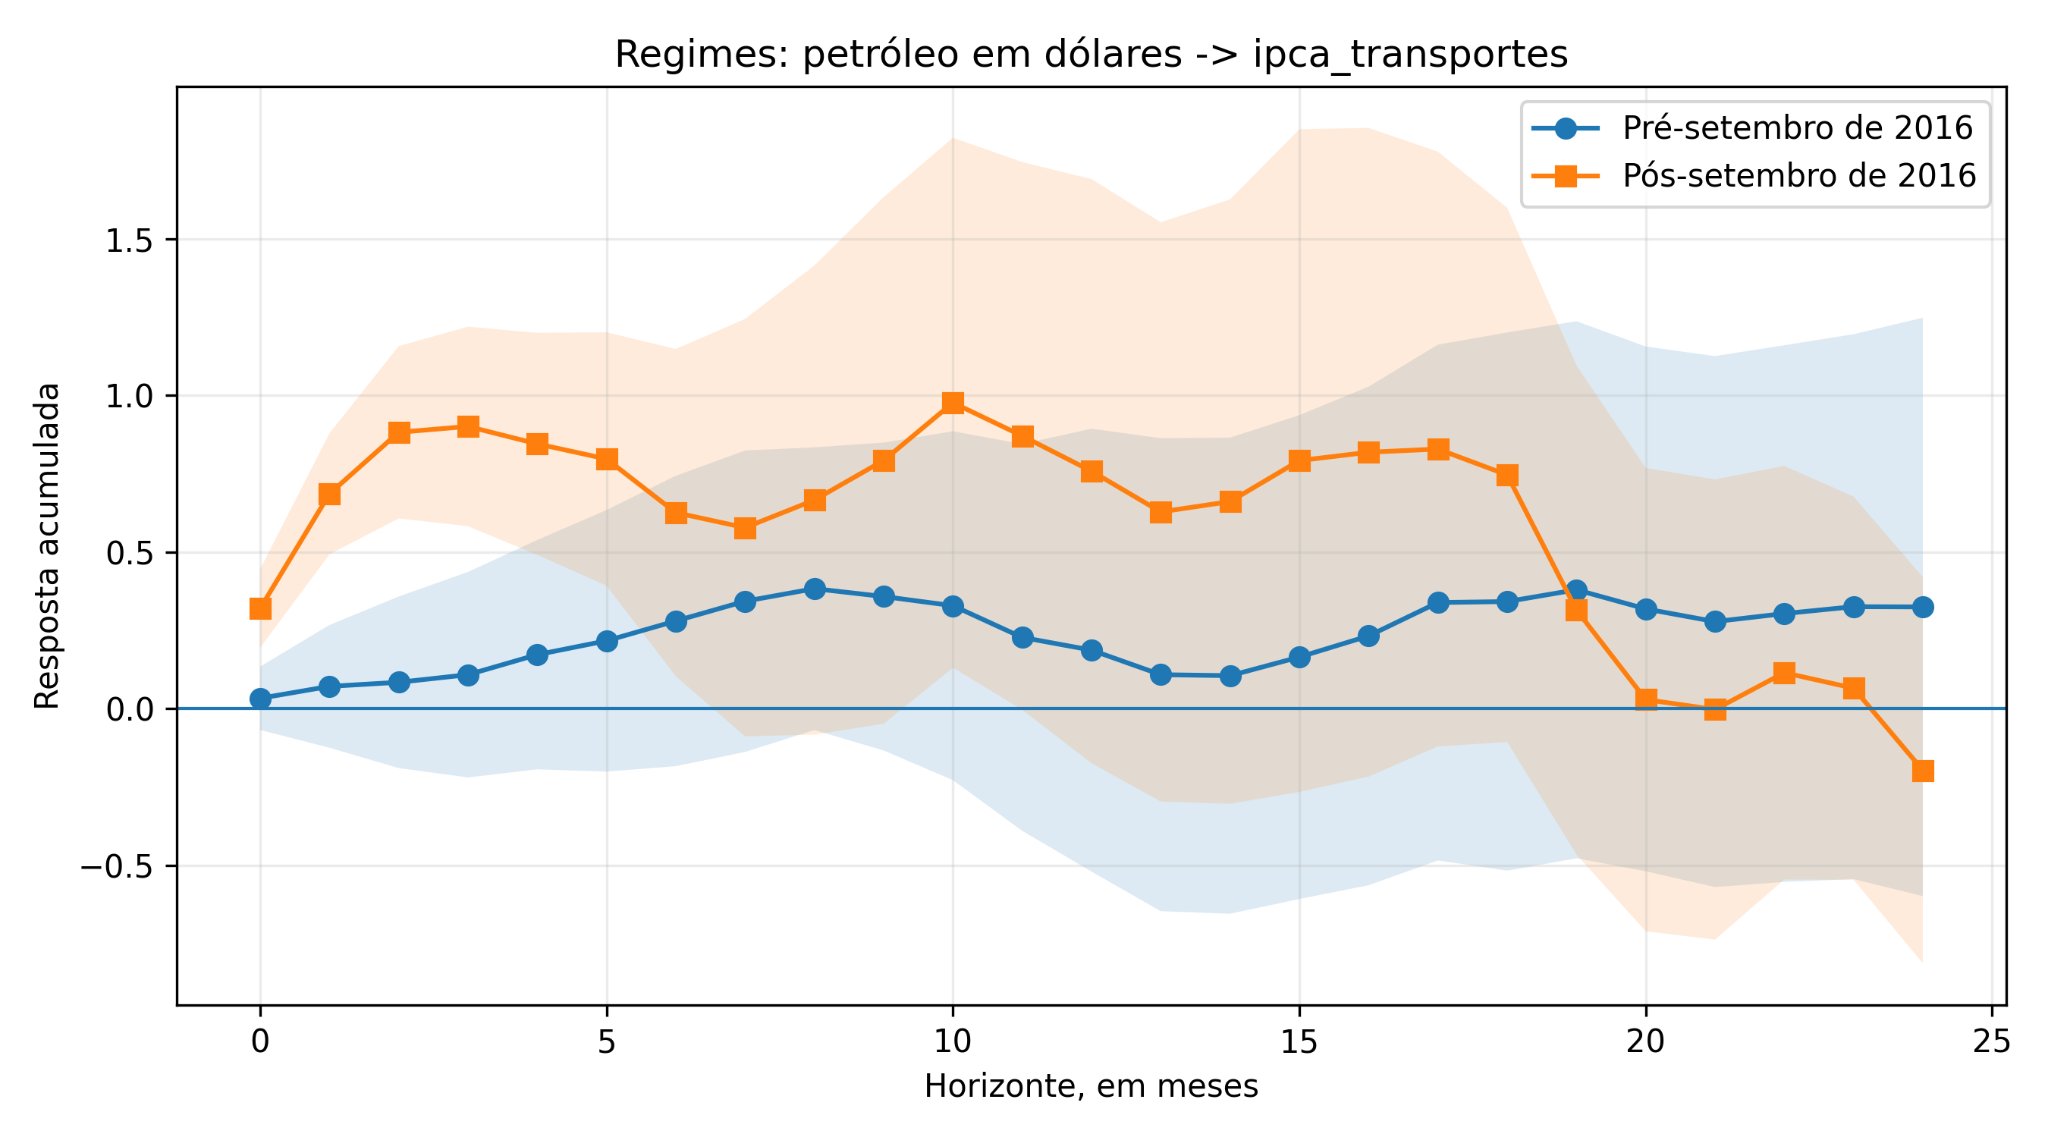 Regimes: petróleo em dólares -> ipca_transportes
Pré-setembro de 2016
Pós-setembro de 2016
Resposta acumulada
1.5
1.0
0.5
0.0
−0.5
0 5 10 15 20 25
Horizonte, em meses